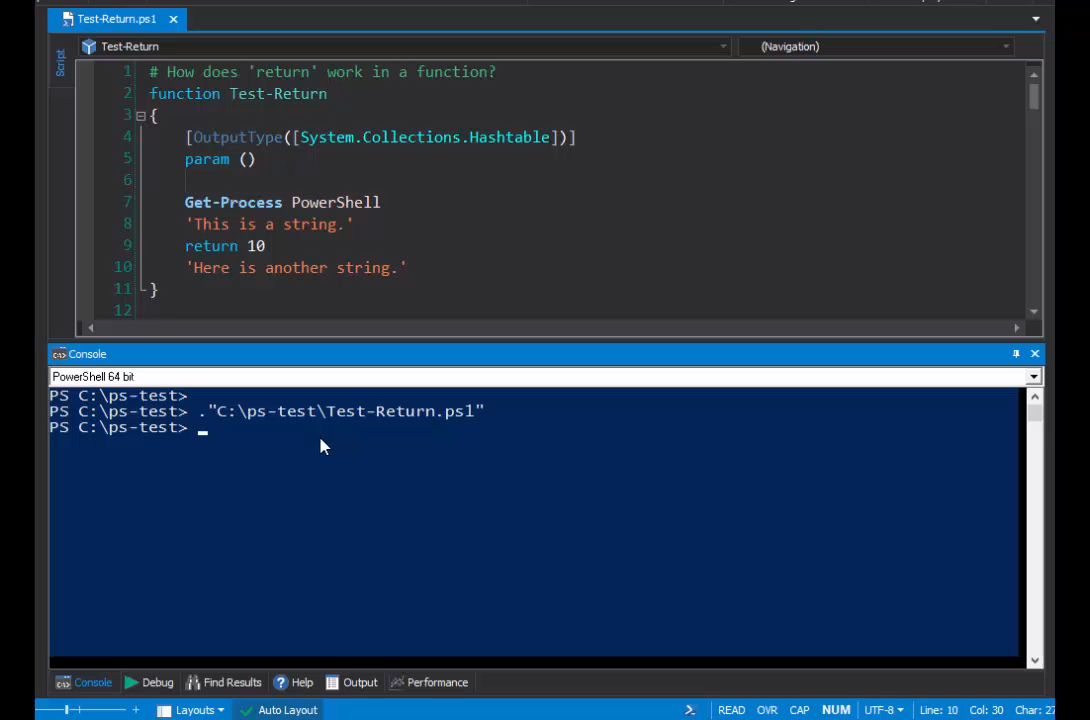 Test-Return.ps1
Script
Test-Return
(Navigation)
1 # How does 'return' work in a function?
2 function Test-Return
3 {
4 [OutputType([System.Collections.Hashtable])]
5 param ()
6
7 Get-Process PowerShell
8 'This is a string.'
9 return 10
10 'Here is another string.'
11 }
12
Console
PowerShell 64 bit
PS C:\ps-test>
PS C:\ps-test> ."C:\ps-test\Test-Return.ps1"
PS C:\ps-test> _
Console Debug Find Results Help Output Performance
Layouts Auto Layout READ OVR CAP NUM UTF-8 Line: 10 Col: 30 Char: 27